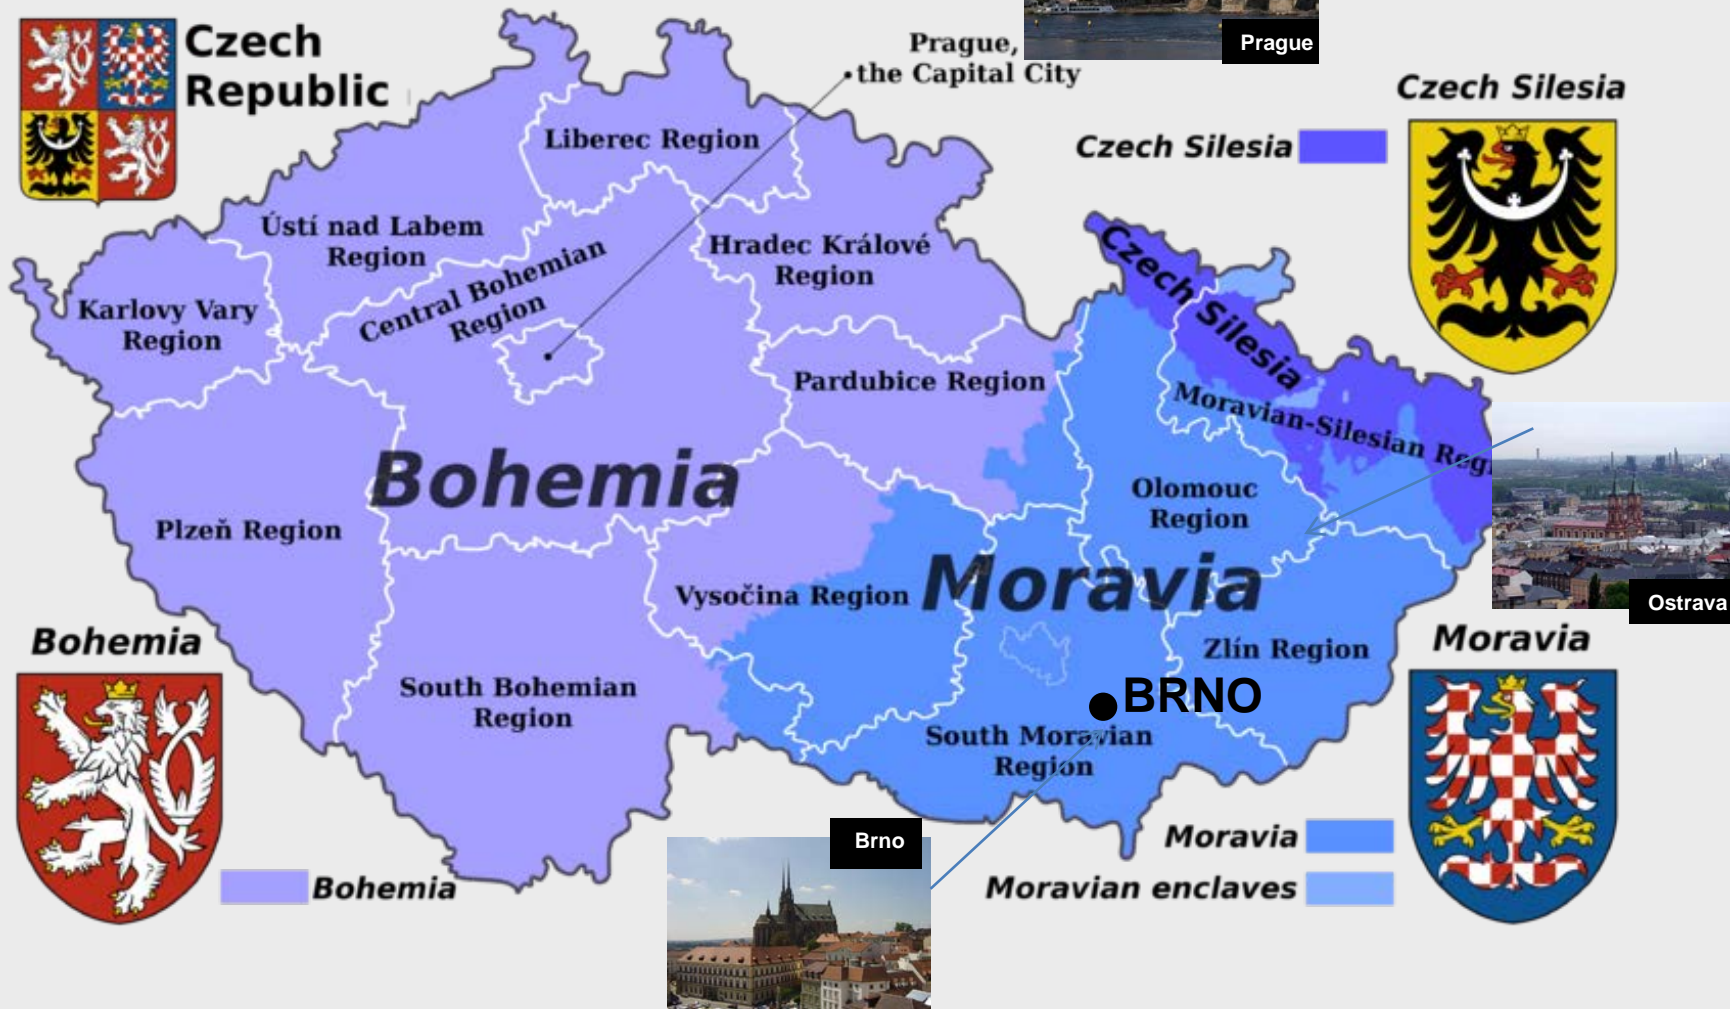 Czech
Republic
Prague,
the Capital City
Prague
Czech Silesia
Czech Silesia
Liberec Region
Ústí nad Labem
Region
Hradec Králové
Region
Central Bohemian
Region
Karlovy Vary
Region
Czech Silesia
Pardubice Region
Moravian-Silesian Regi
Bohemia
Olomouc
Region
Plzeň Region
Moravia
Vysočina Region
Ostrava
Bohemia
Moravia
Zlín Region
South Bohemian
Region
BRNO
South Moravian
Region
Brno
Moravia
Bohemia
Moravian enclaves